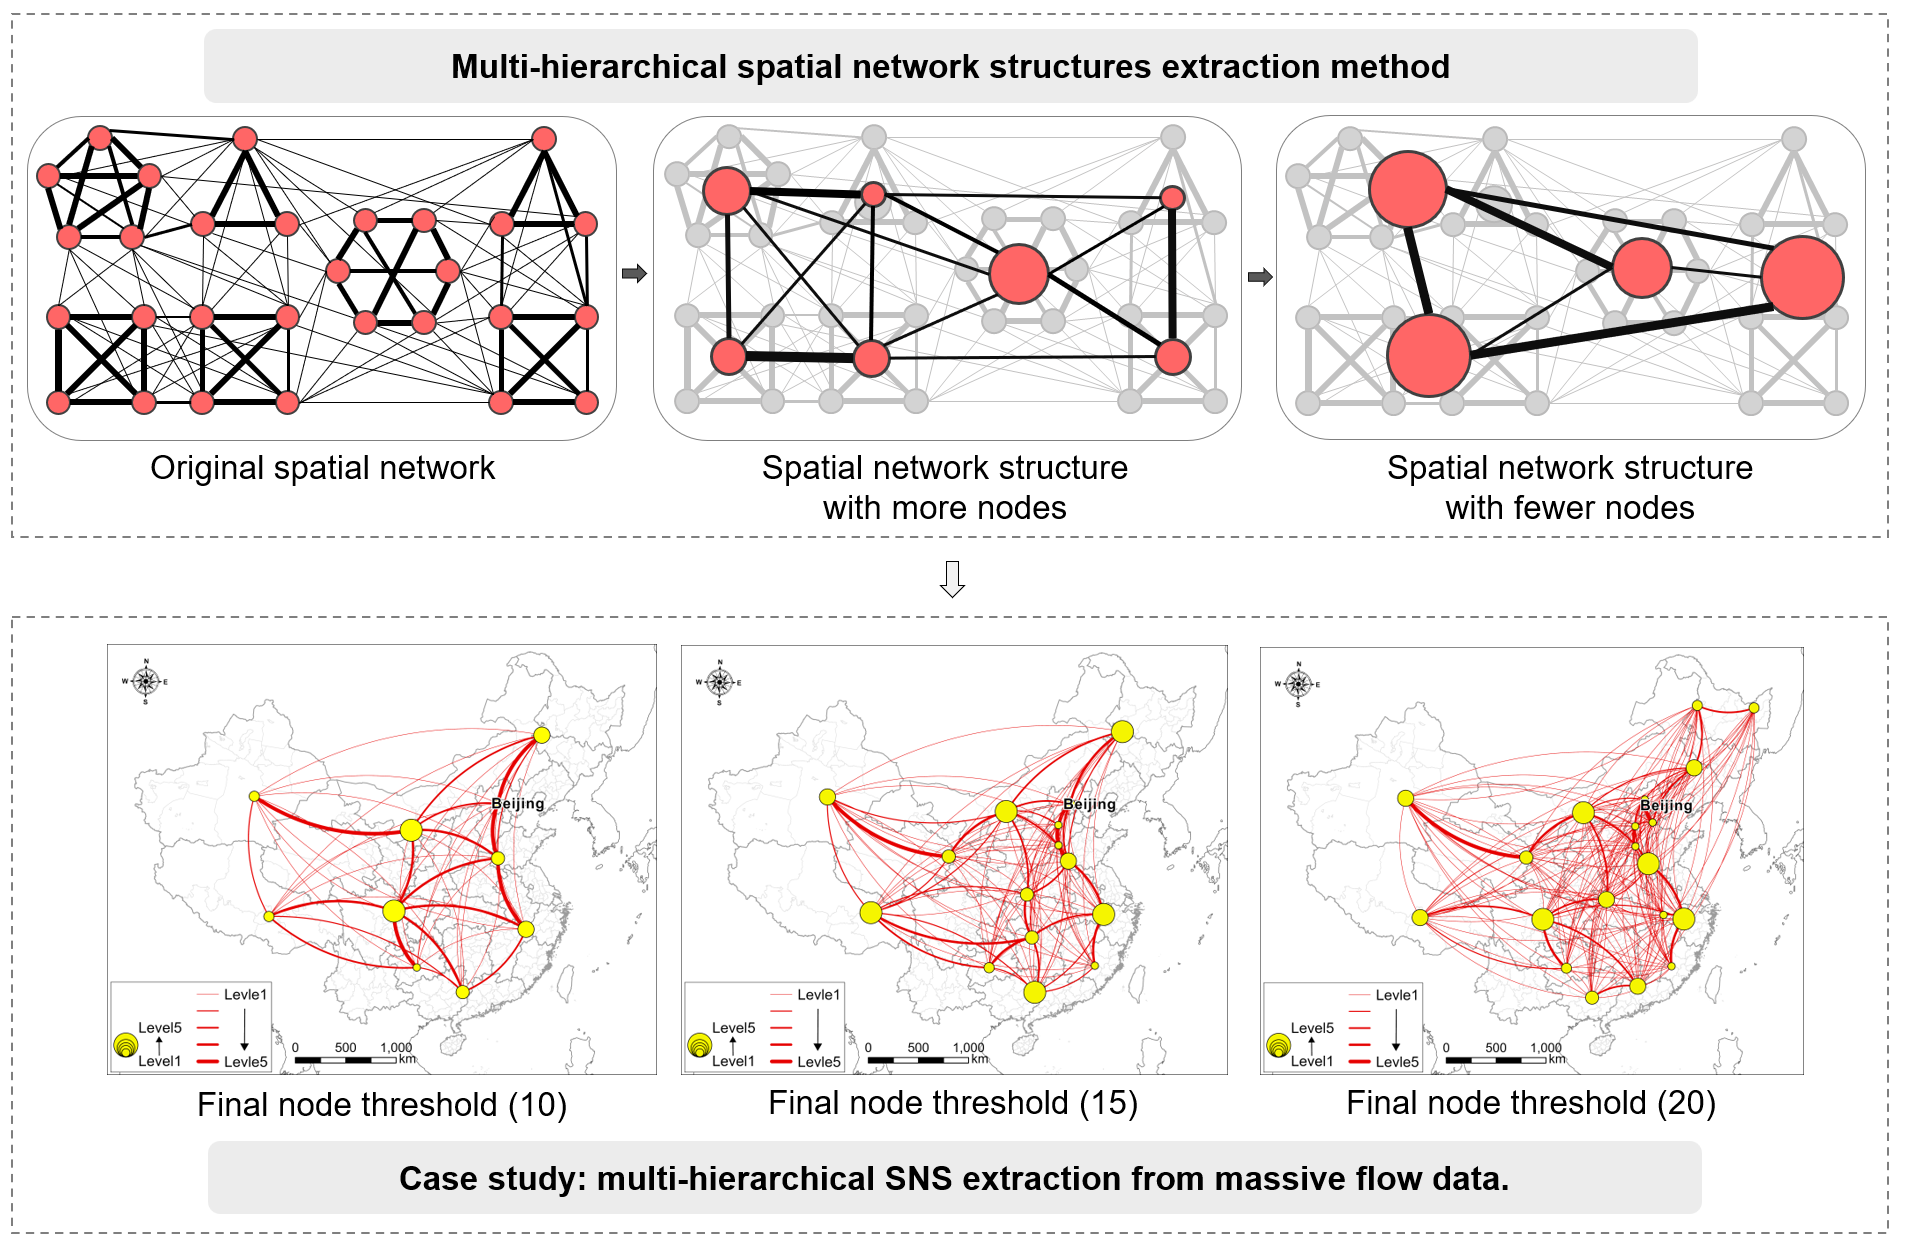 Multi-hierarchical spatial network structures extraction method
Original spatial network
Spatial network structure
with more nodes
Spatial network structure
with fewer nodes
N
W E
S
Beijing
Levle1
Level5
Level1
Levle5
0 500 1,000
km
Final node threshold (10)
N
W E
S
Beijing
Levle1
Level5
Level1
Levle5
0 500 1,000
km
Final node threshold (15)
N
W E
S
Beijing
Levle1
Level5
Level1
Levle5
0 500 1,000
km
Final node threshold (20)
Case study: multi-hierarchical SNS extraction from massive flow data.